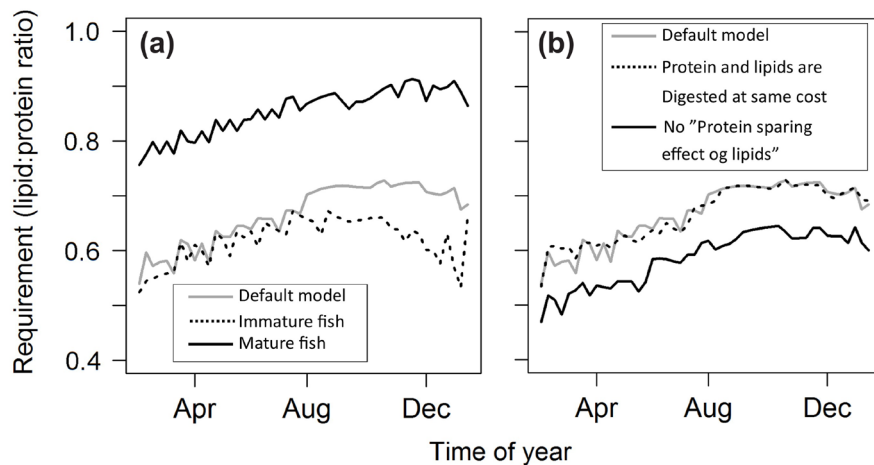 Requirement (lipid:protein ratio)
1.0
0.8
0.6
0.4
(a)
Default model
Immature fish
Mature fish
Apr
Aug
Dec
(b)
Default model
Protein and lipids are
Digested at same cost
No ”Protein sparing
effect og lipids”
Apr
Aug
Dec
Time of year